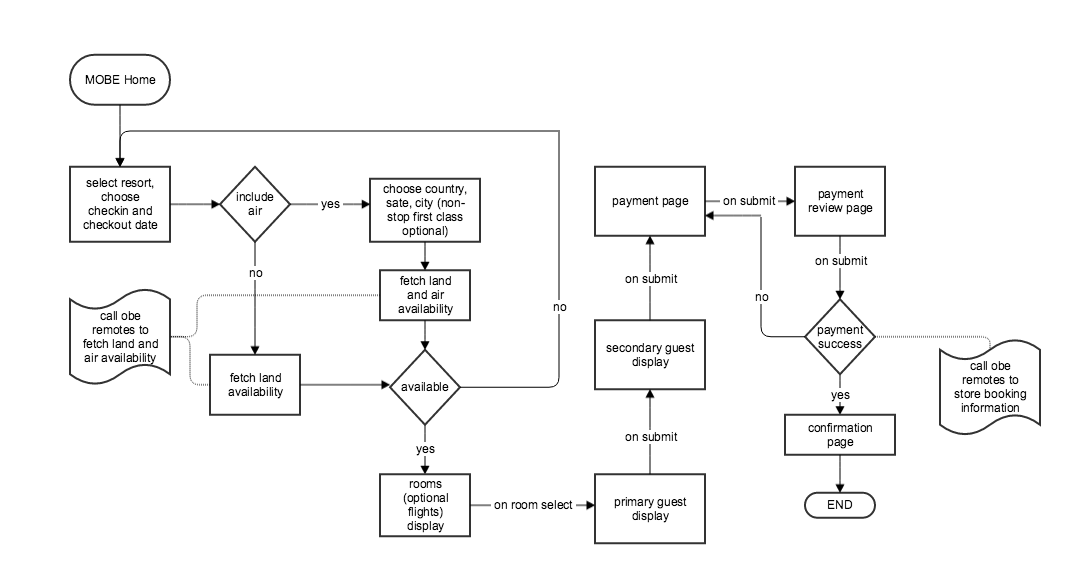 MOBE Home
select resort,
choose
checkin and
checkout date
include
air
yes
choose country,
sate, city (non-
stop first class
optional)
no
fetch land
and air
availability
call obe
remotes to
fetch land and
air availability
fetch land
availability
available
no
yes
rooms
(optional
flights)
display
on room select
primary guest
display
on submit
secondary guest
display
on submit
payment page
on submit
payment
review page
on submit
payment
success
no
call obe
remotes to
store booking
information
yes
confirmation
page
END